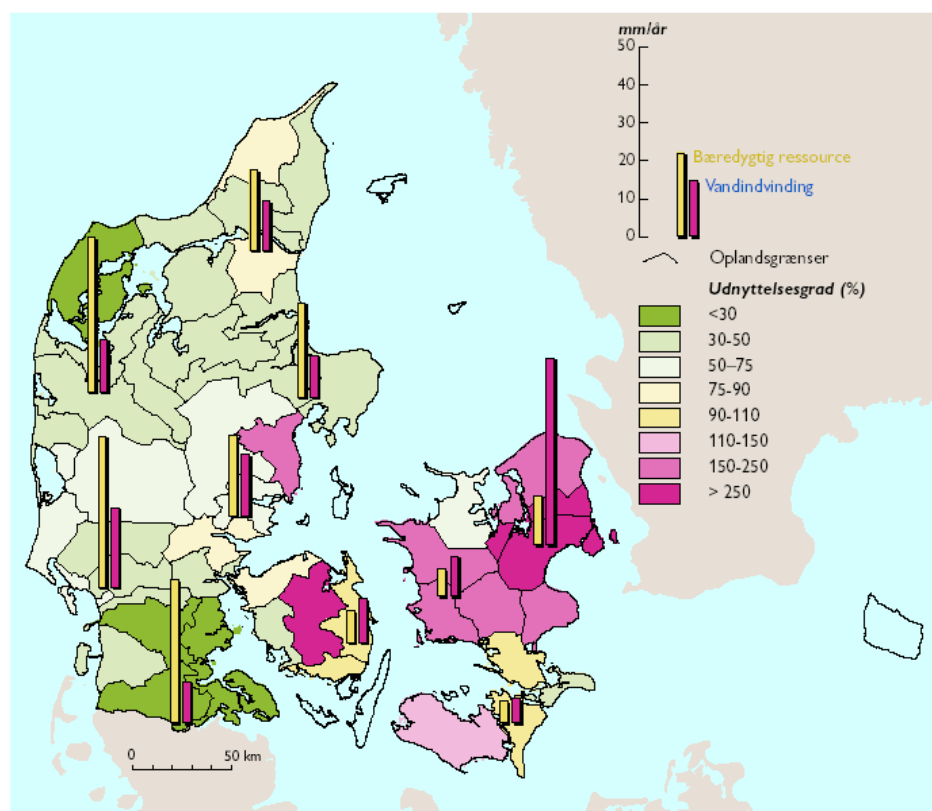 mm/år
50
40
30
20
10
0
Bæredygtig ressource
Vandindvinding
Oplandsgrænser
Udnyttelsesgrad (%)
<30
30-50
50–75
75-90
90-110
110-150
150-250
> 250
0 50 km